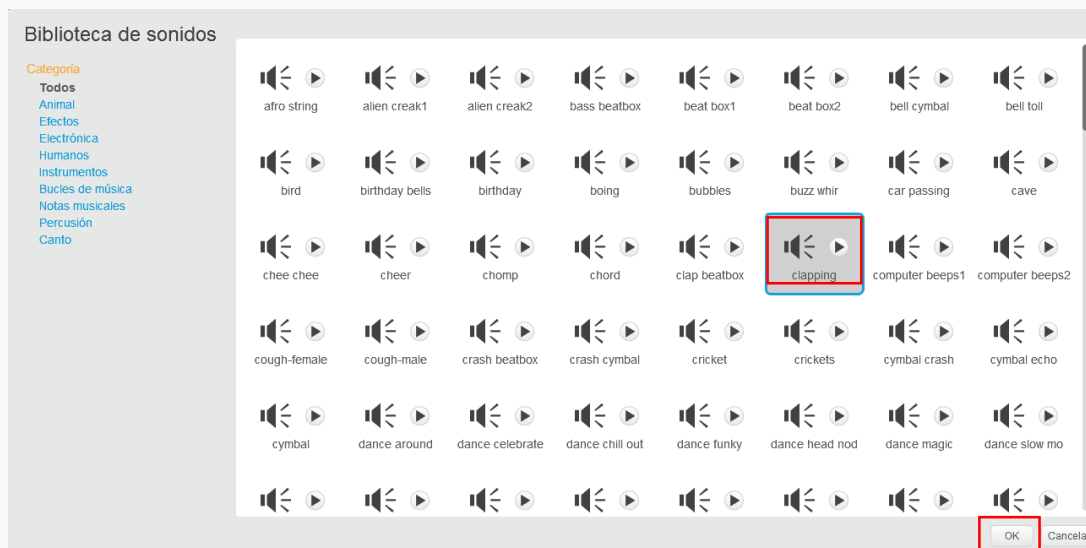 Biblioteca de sonidos
Categoría
Todos
Animal
Efectos
Electrónica
Humanos
Instrumentos
Bucles de música
Notas musicales
Percusión
Canto
afro string alien creak1 alien creak2 bass beatbox beat box1 beat box2 bell cymbal bell toll
bird birthday bells birthday boing bubbles buzz whir car passing cave
chee chee cheer chomp chord clap beatbox clapping computer beeps1 computer beeps2
cough-female cough-male crash beatbox crash cymbal cricket crickets cymbal crash cymbal echo
cymbal dance around dance celebrate dance chill out dance funky dance head nod dance magic dance slow mo
OK Cancela